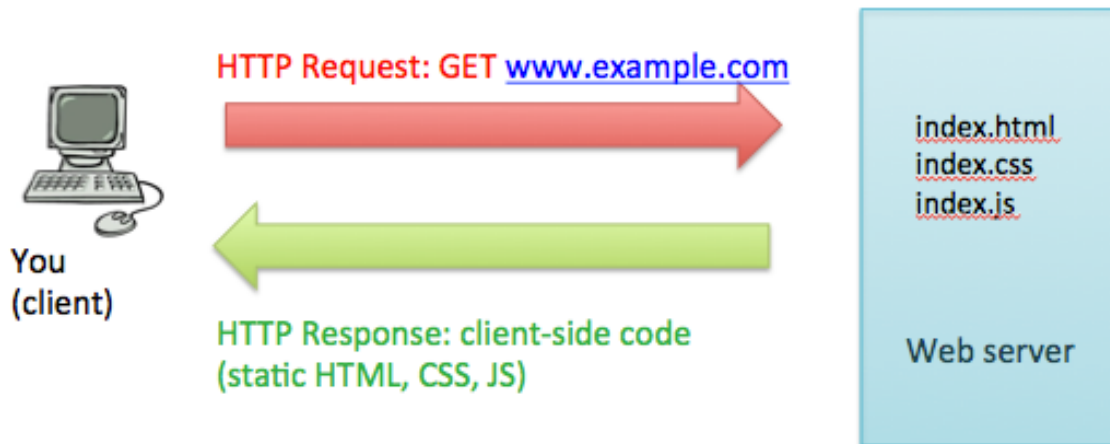 HTTP Request: GET www.example.com
index.html
index.css
index.js
You
(client)
HTTP Response: client-side code
(static HTML, CSS, JS)
Web server